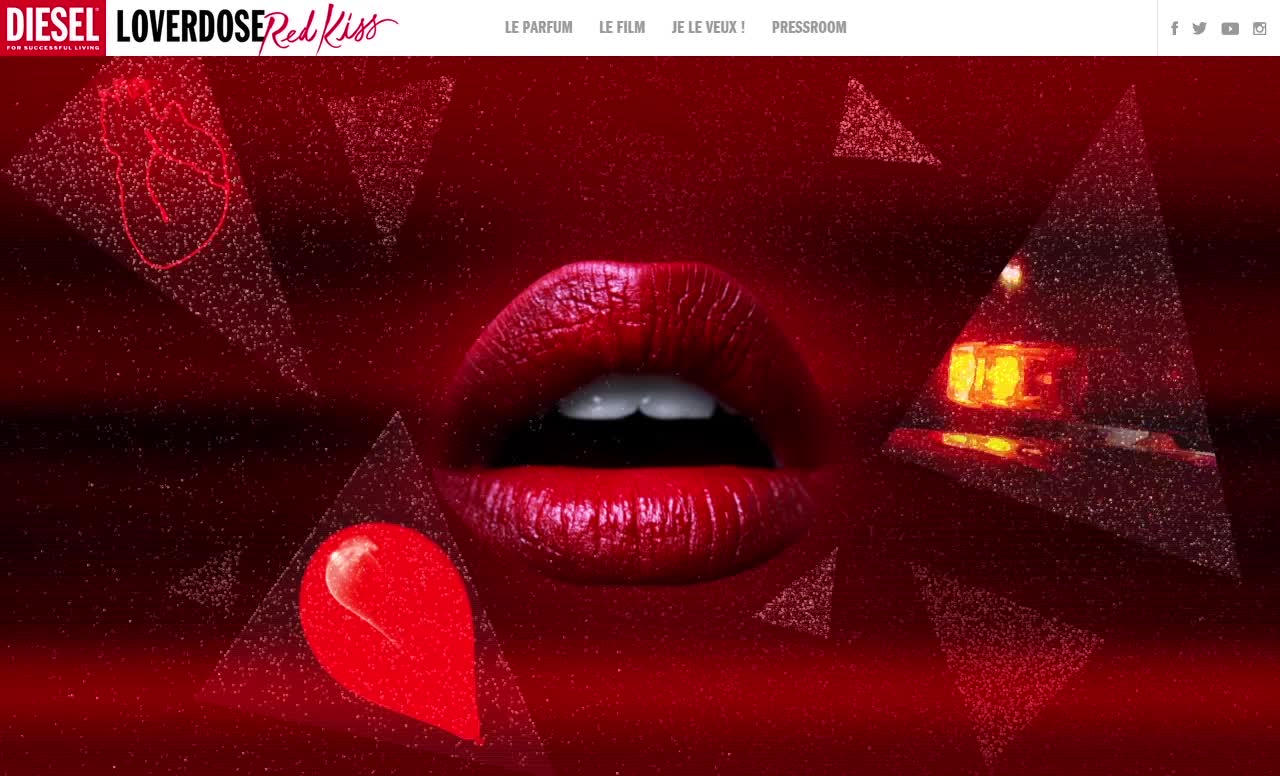 DIESEL
FOR SUCCESSFUL LIVING
LOVERDOSE Red Kiss
LE PARFUM LE FILM JE LE VEUX ! PRESSROOM